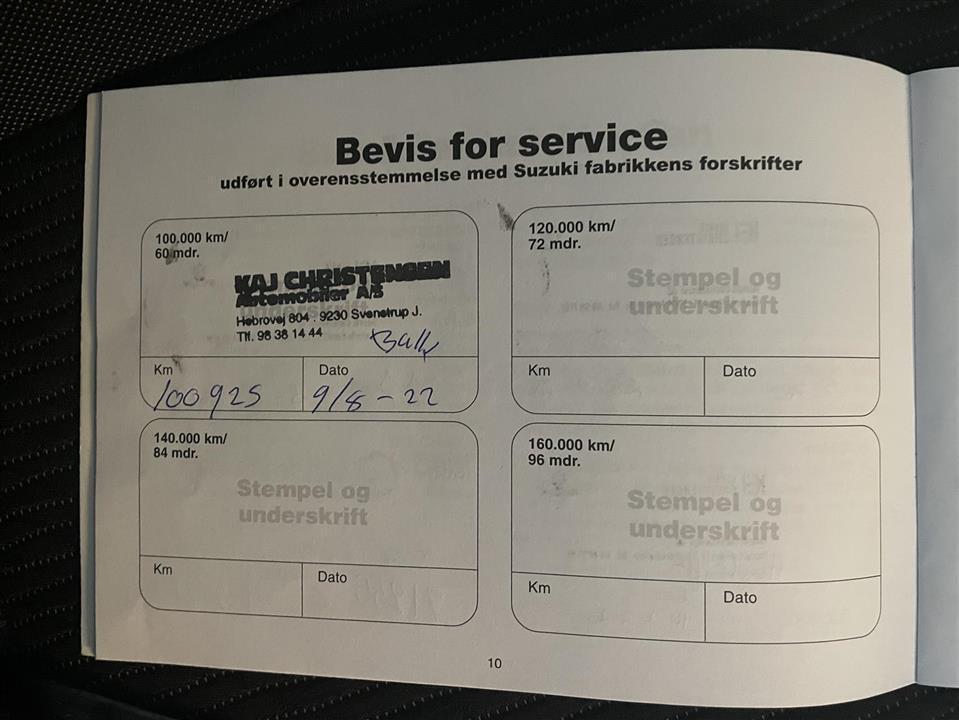 Bevis for service
udført i overensstemmelse med Suzuki fabrikkens forskrifter
100.000 km/
60 mdr.
KAJ CHRISTENSEN
Automobiler A/S
Hobrovej 804 . 9230 Svenstrup J.
Tlf. 98 38 14 44
Km
100925
Dato
9/8 - 22
120.000 km/
72 mdr.
Stempel og
underskrift
Km
Dato
140.000 km/
84 mdr.
Stempel og
underskrift
Km
Dato
160.000 km/
96 mdr.
Stempel og
underskrift
Km
Dato
10